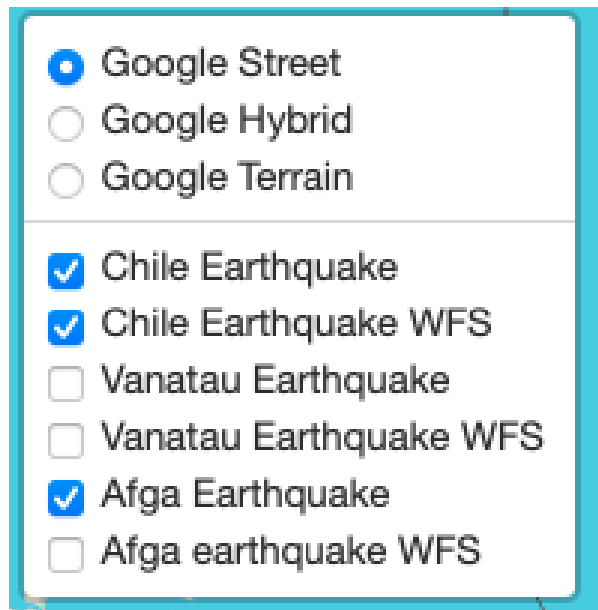 Google Street
Google Hybrid
Google Terrain
Chile Earthquake
Chile Earthquake WFS
Vanatau Earthquake
Vanatau Earthquake WFS
Afga Earthquake
Afga earthquake WFS